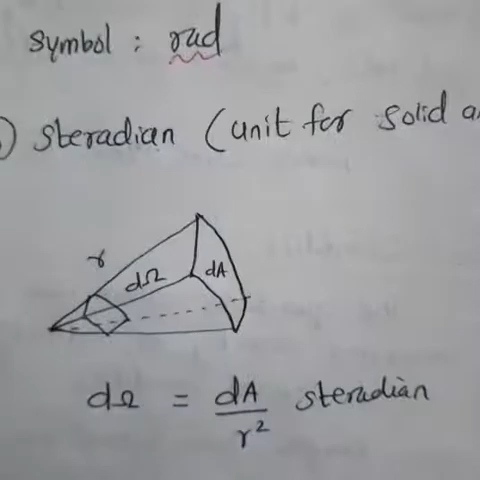 symbol : rad
) steradian (unit for solid a
r
dΩ
dA
dΩ = dA / r² steradian